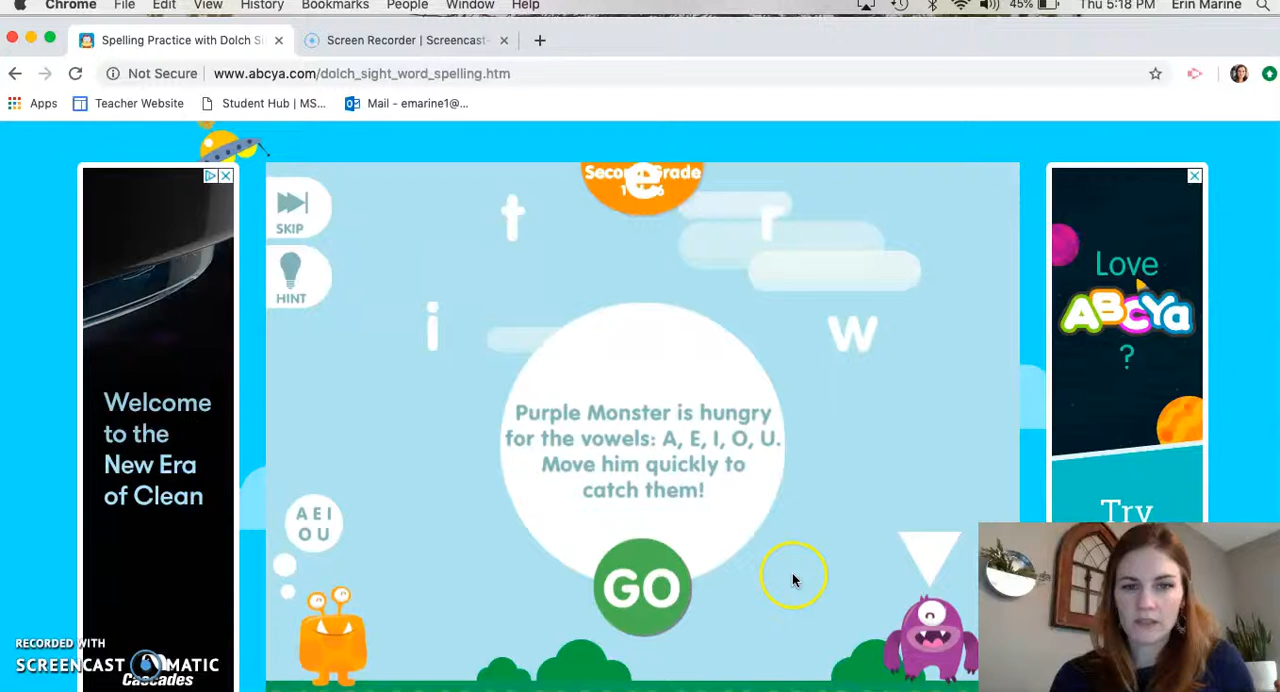 Chrome File Edit View History Bookmarks People Window Help 45% Thu 5:18 PM Erin Marine
Spelling Practice with Dolch Si
Screen Recorder | Screencast-
Not Secure | www.abcya.com/dolch_sight_word_spelling.htm
Apps Teacher Website Student Hub | MS... Mail - emarine1@...
SKIP
HINT
Second Grade
e
t r
i w
Purple Monster is hungry
for the vowels: A, E, I, O, U.
Move him quickly to
catch them!
GO
A E I
O U
Welcome
to the
New Era
of Clean
Cascades
Love
ABCYa
?
Try
RECORDED WITH
SCREENCAST MATIC